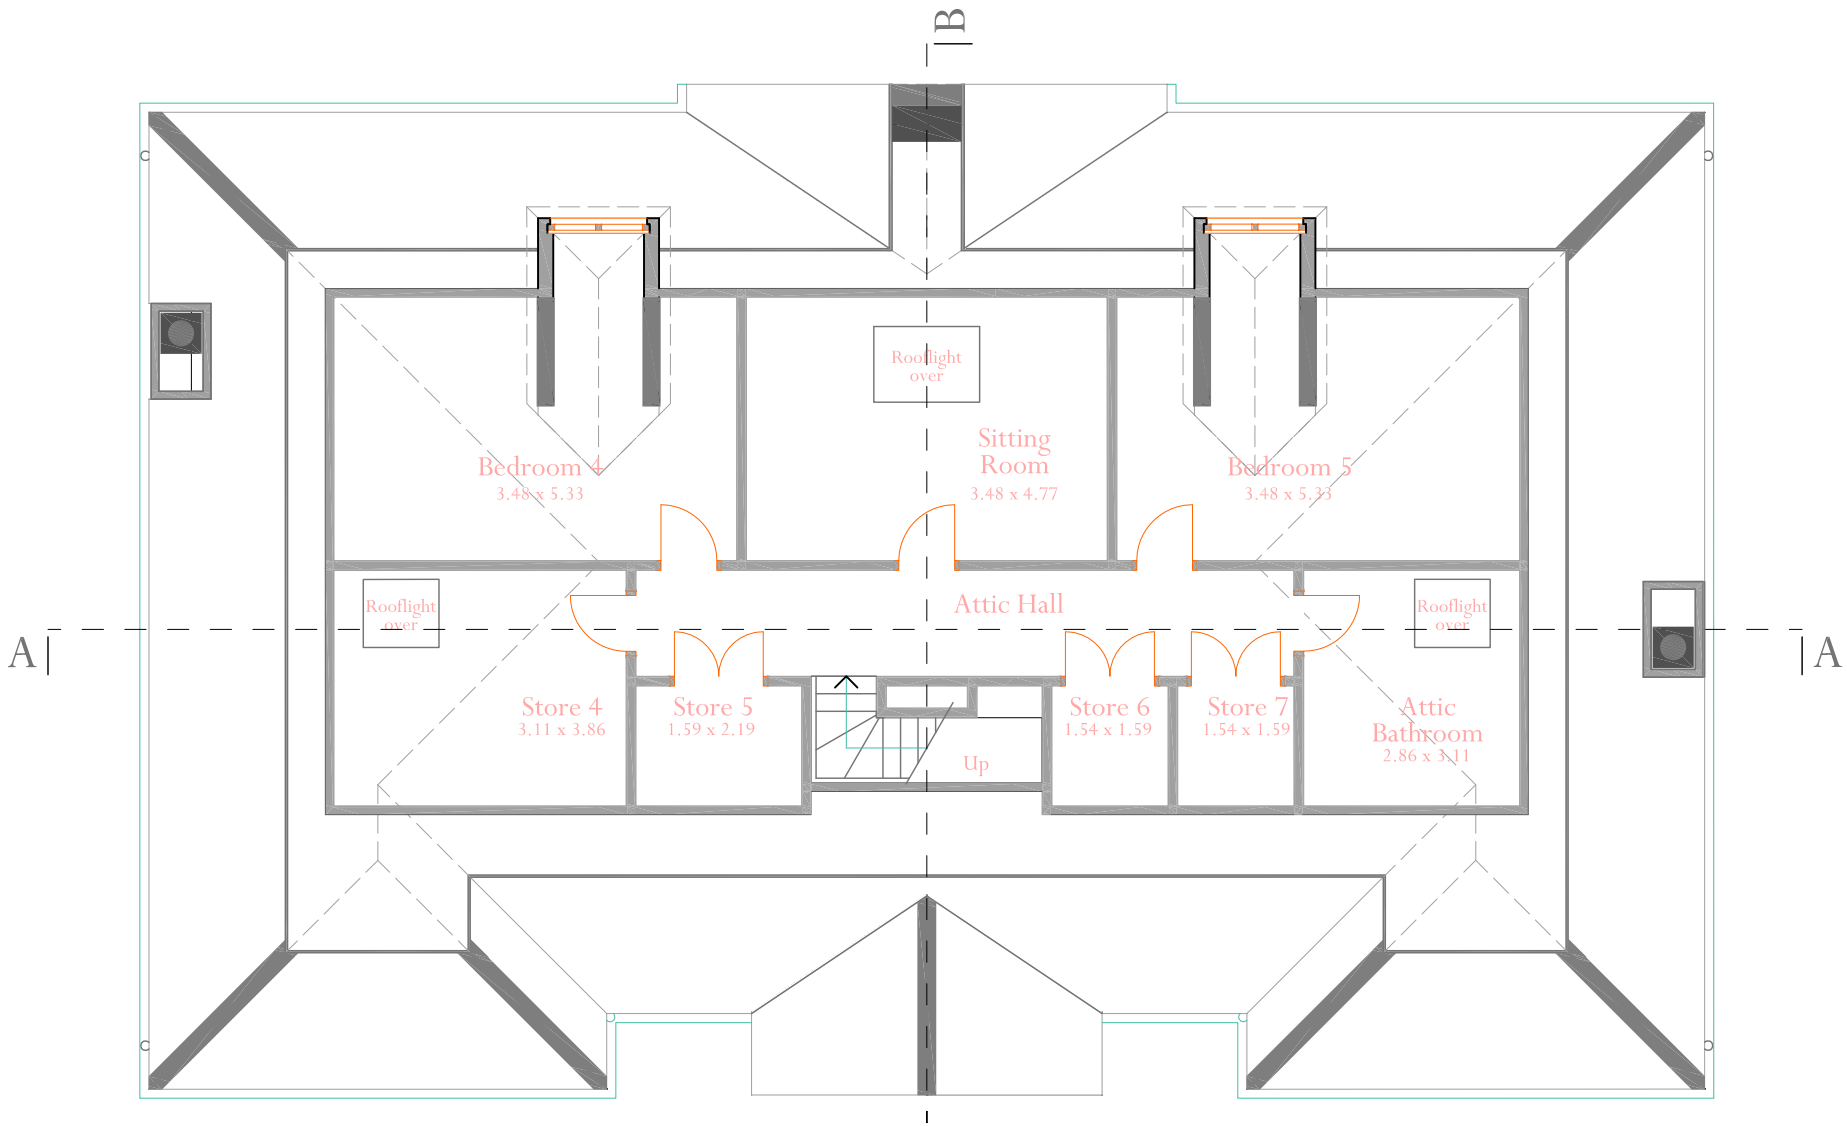 B
Rooflight
over
Sitting
Room
3.48 x 4.77
Bedroom 4
3.48 x 5.33
Bedroom 5
3.48 x 5.33
Rooflight
over
Attic Hall
Rooflight
over
A
A
Store 4
3.11 x 3.86
Store 5
1.59 x 2.19
Store 6
1.54 x 1.59
Store 7
1.54 x 1.59
Attic
Bathroom
2.86 x 3.11
Up